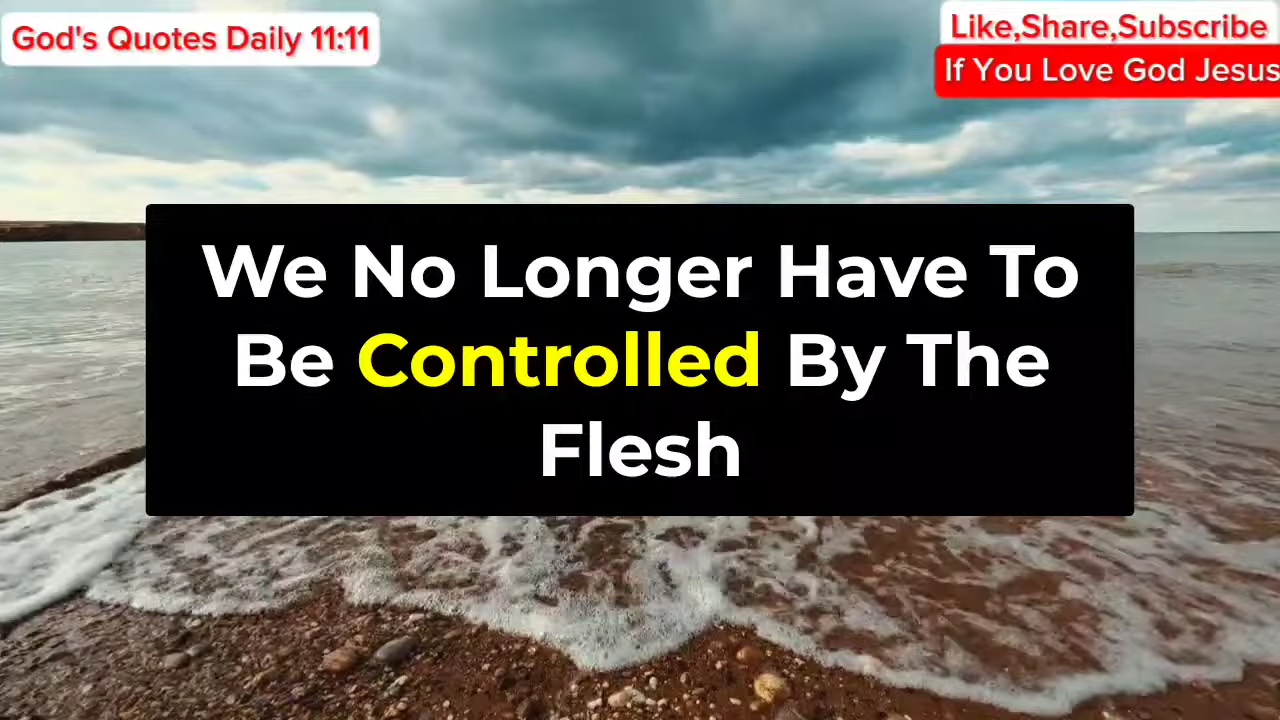 God's Quotes Daily 11:11
Like,Share,Subscribe
If You Love God Jesus
We No Longer Have To
Be Controlled By The
Flesh